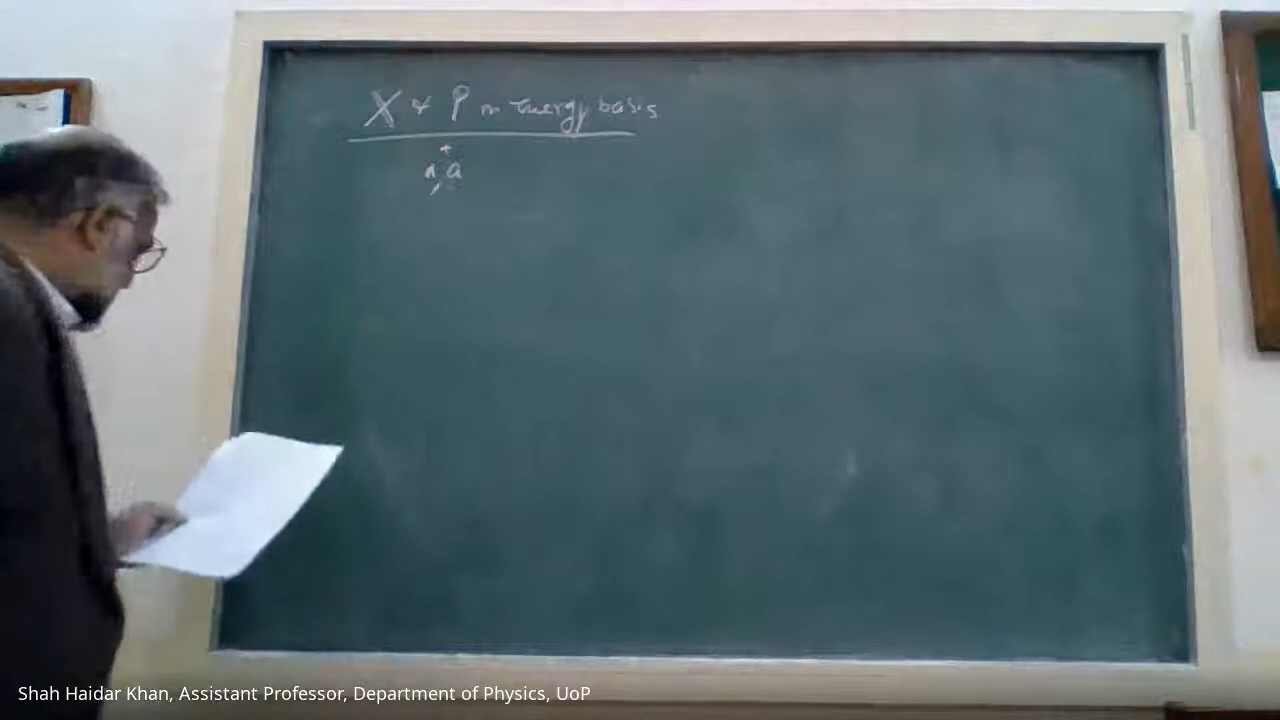 X & P in Energy basis
a, a⁺
Shah Haidar Khan, Assistant Professor, Department of Physics, UoP